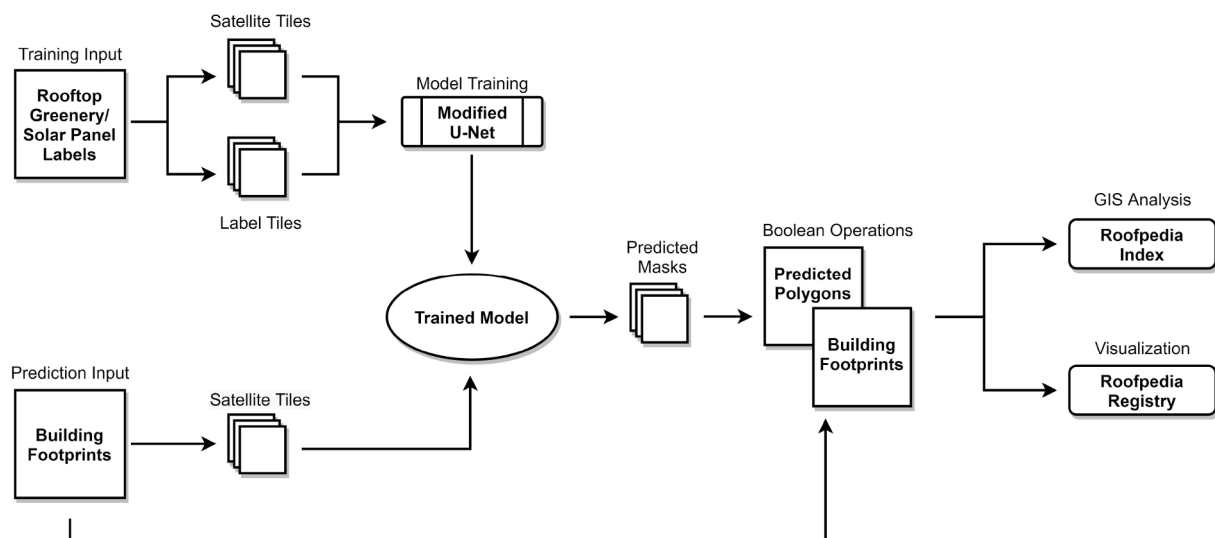 Satellite Tiles
Training Input
Rooftop
Greenery/
Solar Panel
Labels
Label Tiles
Model Training
Modified
U-Net
Trained Model
Predicted
Masks
Boolean Operations
Predicted
Polygons
Building
Footprints
GIS Analysis
Roofpedia
Index
Visualization
Roofpedia
Registry
Prediction Input
Building
Footprints
Satellite Tiles